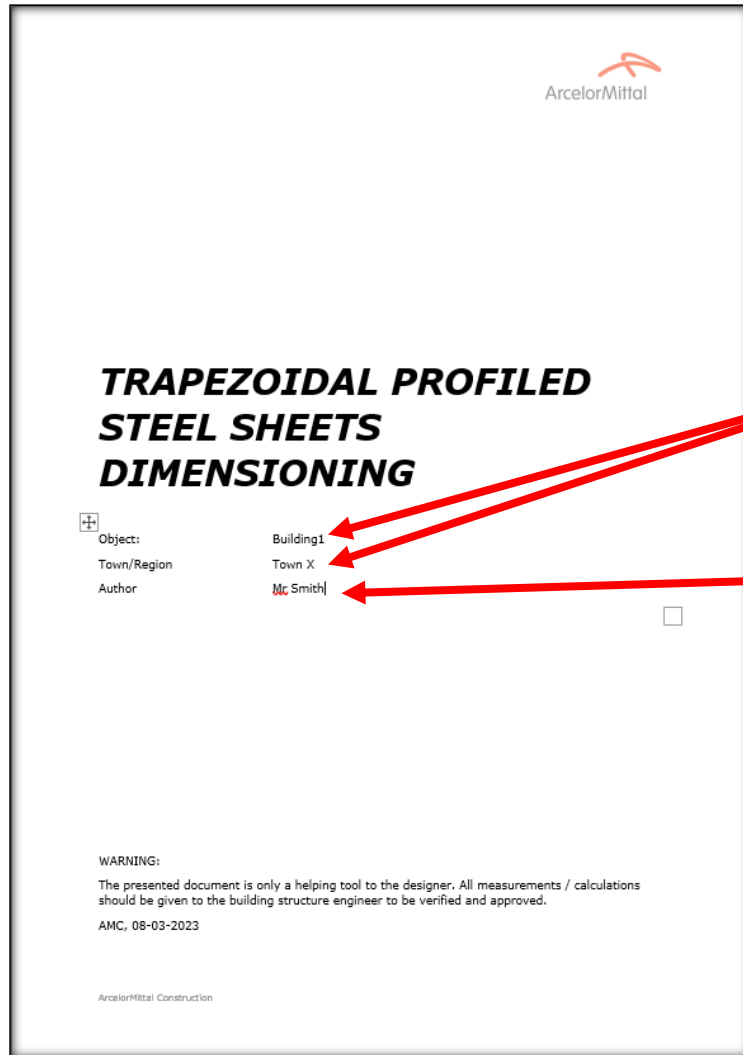 ArcelorMittal
TRAPEZOIDAL PROFILED
STEEL SHEETS
DIMENSIONING
Object: Building1
Town/Region Town X
Author Mr Smith
WARNING:
The presented document is only a helping tool to the designer. All measurements / calculations
should be given to the building structure engineer to be verified and approved.
AMC, 08-03-2023
ArcelorMittal Construction